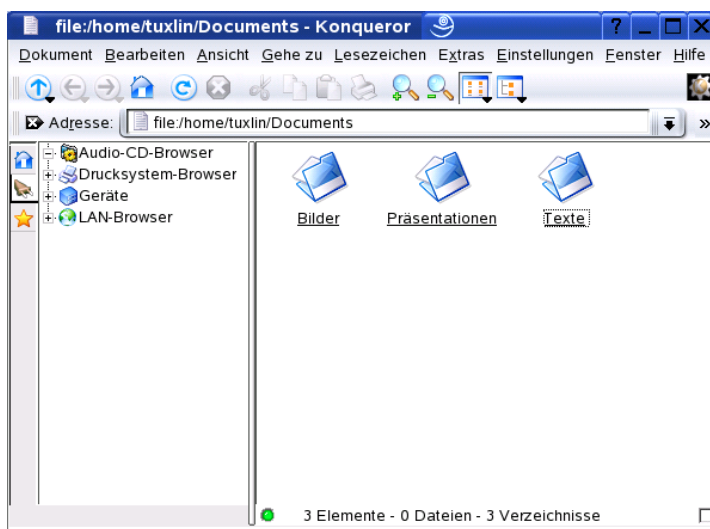 file:/home/tuxlin/Documents - Konqueror
Dokument Bearbeiten Ansicht Gehe zu Lesezeichen Extras Einstellungen Fenster Hilfe
Adresse: file:/home/tuxlin/Documents
Audio-CD-Browser
Drucksystem-Browser
Geräte
LAN-Browser
Bilder Präsentationen Texte
3 Elemente - 0 Dateien - 3 Verzeichnisse